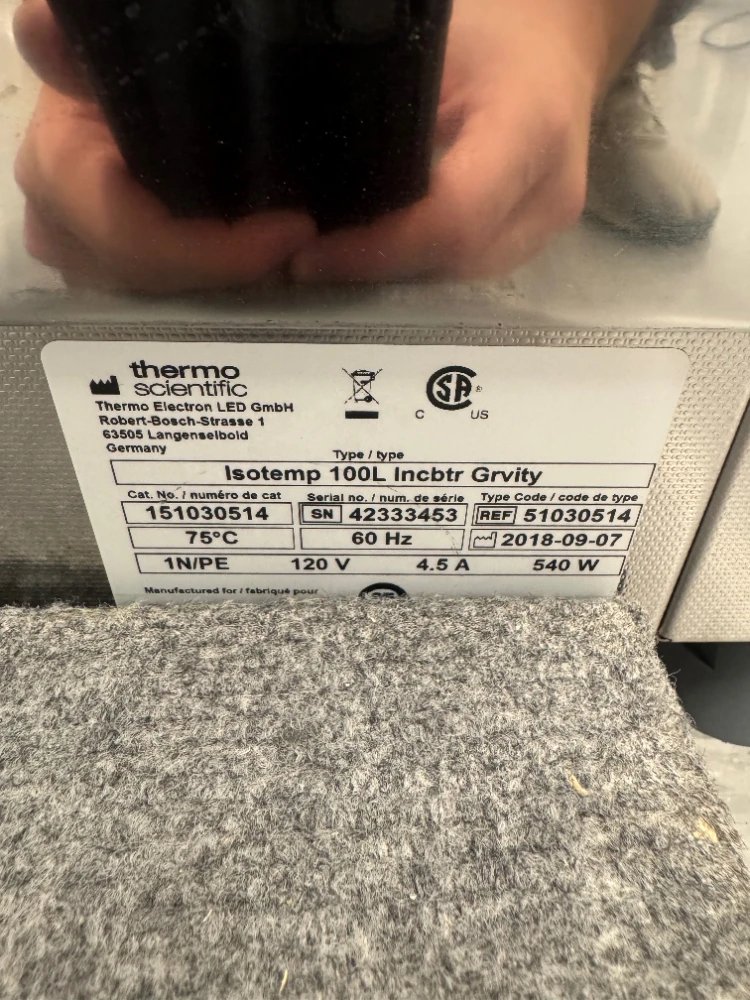 thermo
scientific
Thermo Electron LED GmbH
Robert-Bosch-Strasse 1
63505 Langenselbold
Germany
C SA ® US
Type / type
Isotemp 100L Incbtr Grvity
Cat. No. / numéro de cat Serial no. / num. de série Type Code / code de type
151030514 SN 42333453 REF 51030514
75°C 60 Hz 2018-09-07
1N/PE 120 V 4.5 A 540 W
Manufactured for / fabriqué pour